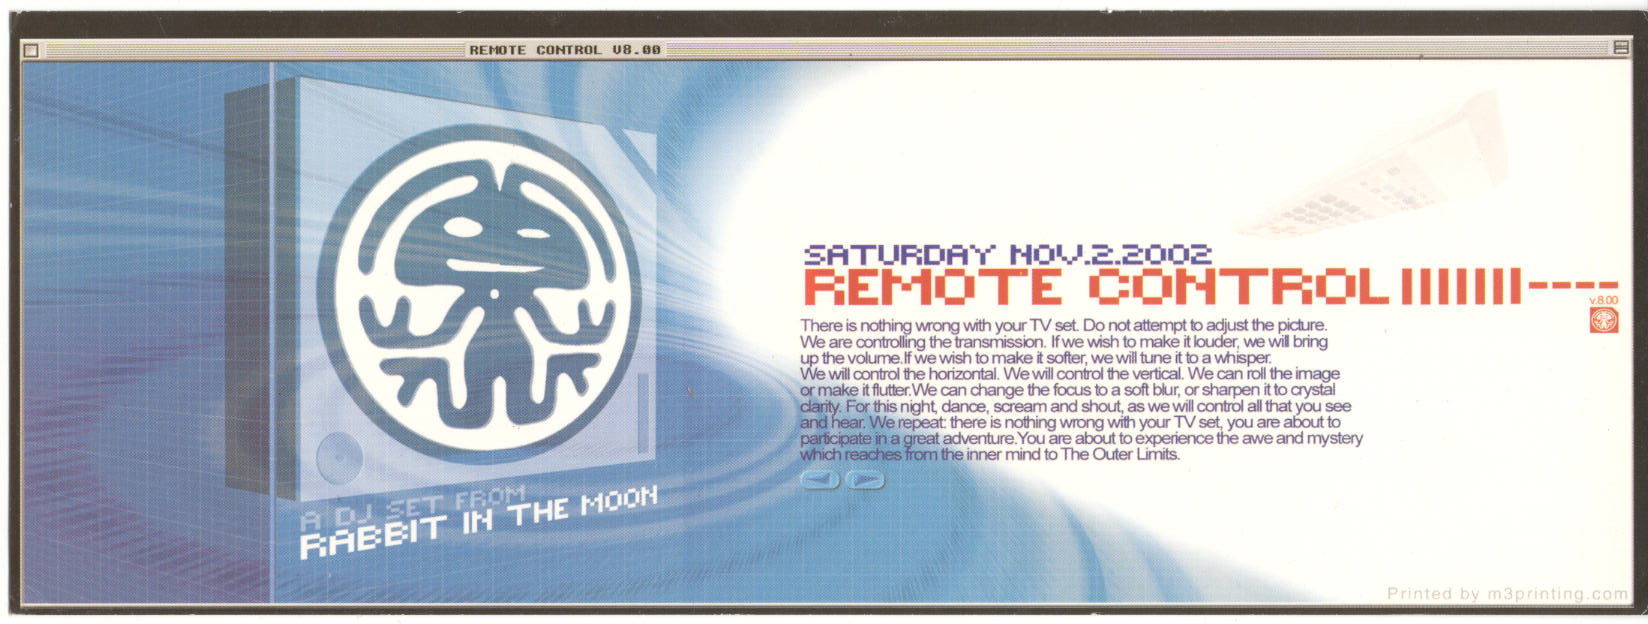 REMOTE CONTROL V8.00
A DJ SET FROM
RABBIT IN THE MOON
SATURDAY NOV.2.2002
REMOTE CONTROL
v.8.00
There is nothing wrong with your TV set. Do not attempt to adjust the picture.
We are controlling the transmission. If we wish to make it louder, we will bring
up the volume.If we wish to make it softer, we will tune it to a whisper.
We will control the horizontal. We will control the vertical. We can roll the image
or make it flutter.We can change the focus to a soft blur, or sharpen it to crystal
clarity. For this night, dance, scream and shout, as we will control all that you see
and hear. We repeat: there is nothing wrong with your TV set, you are about to
participate in a great adventure.You are about to experience the awe and mystery
which reaches from the inner mind to The Outer Limits.
Printed by m3printing.com